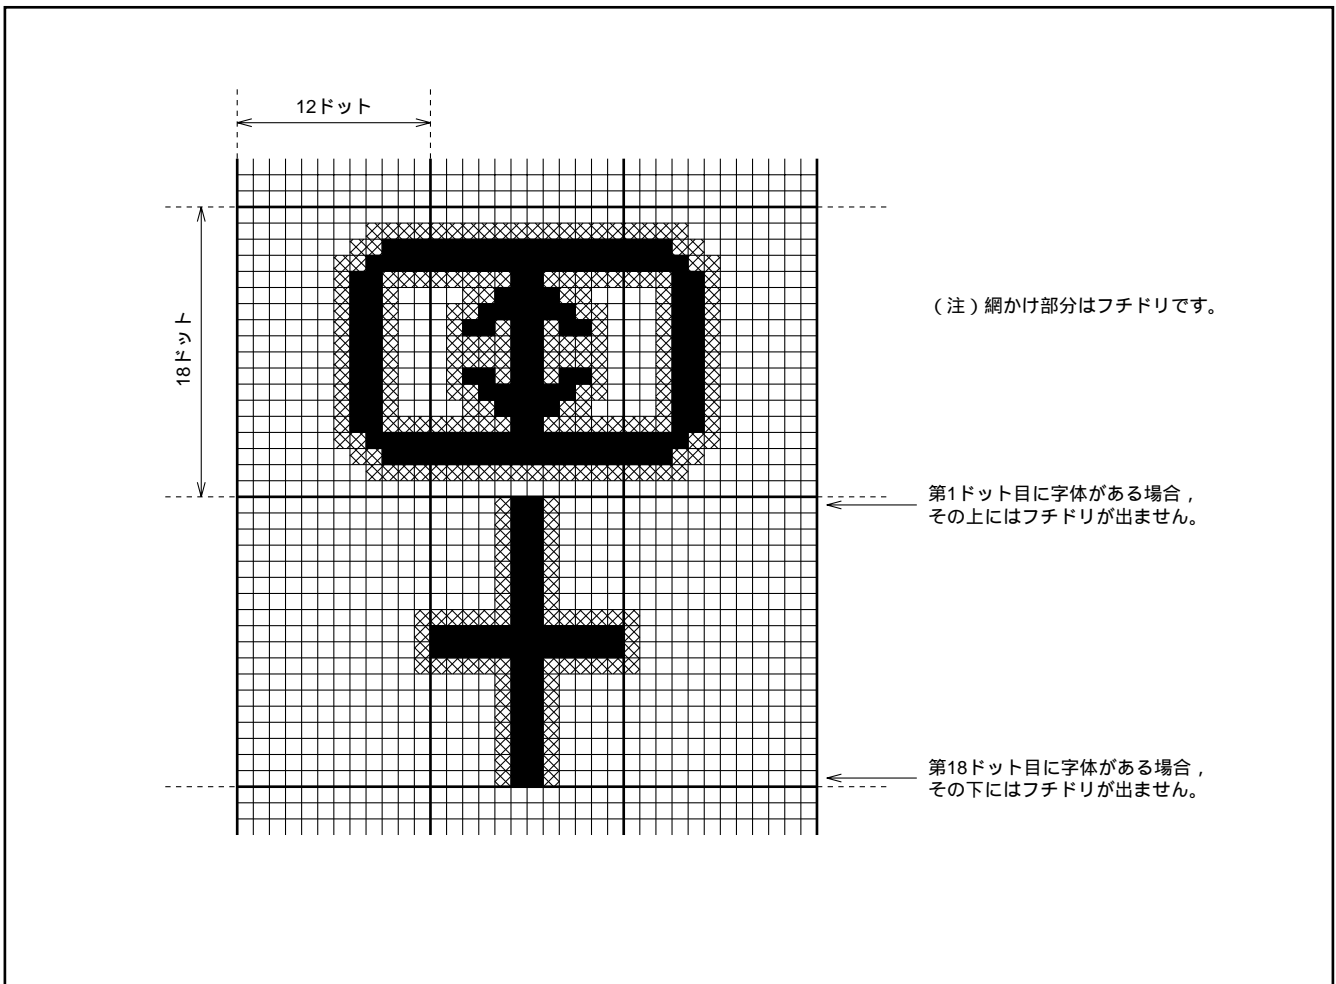 12ドット
18ドット
（注）網かけ部分はフチドリです。
第1ドット目に字体がある場合，
その上にはフチドリが出ません。
第18ドット目に字体がある場合，
その下にはフチドリが出ません。